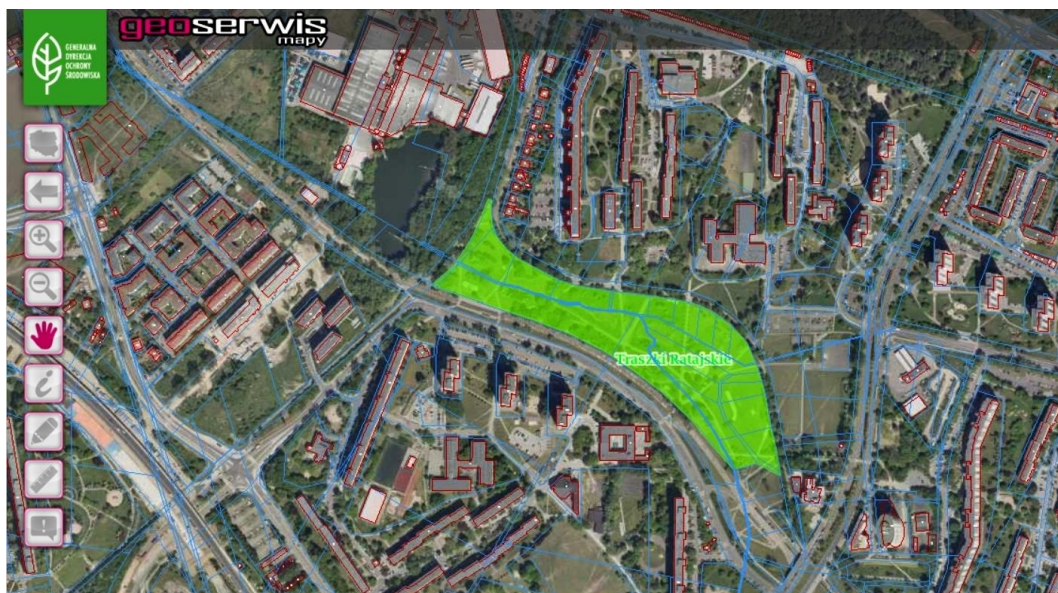 geoserwis
mapy
GENERALNA
DYREKCJA
OCHRONY
ŚRODOWISKA
Traszki Ratajskie